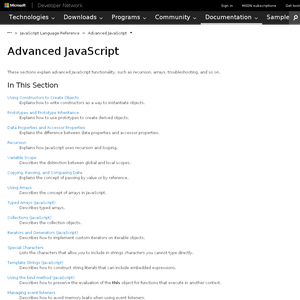 Microsoft Developer Network MSDN subscriptions Get tools
Technologies Downloads Programs Community Documentation Samples
JavaScript Language Reference > Advanced JavaScript
Advanced JavaScript
These sections explain advanced JavaScript functionality, such as recursion, arrays, troubleshooting, and so on.
In This Section
Using Constructors to Create Objects
Explains how to write constructors as a way to instantiate objects.
Prototypes and Prototype Inheritance
Explains how to use prototypes to create derived objects.
Data Properties and Accessor Properties
Explains the difference between data properties and accessor properties.
Recursion
Explains how JavaScript uses recursion and looping.
Variable Scope
Describes the distinction between global and local scopes.
Copying, Passing, and Comparing Data
Explains the concept of passing by value or by reference.
Using Arrays
Describes the concept of arrays in JavaScript.
Typed Arrays (JavaScript)
Describes typed arrays.
Collections (JavaScript)
Describes the collection objects.
Iterators and Generators (JavaScript)
Describes how to implement custom iterators on iterable objects.
Special Characters
Lists the characters that allow you to include in strings characters you cannot type directly.
Template Strings (JavaScript)
Describes how to construct string literals that can include embedded expressions.
Using the bind method (JavaScript)
Describes how to preserve the evaluation of the this object for functions that execute in another context.
Managing event listeners
Describes how to avoid memory leaks when using event listeners.